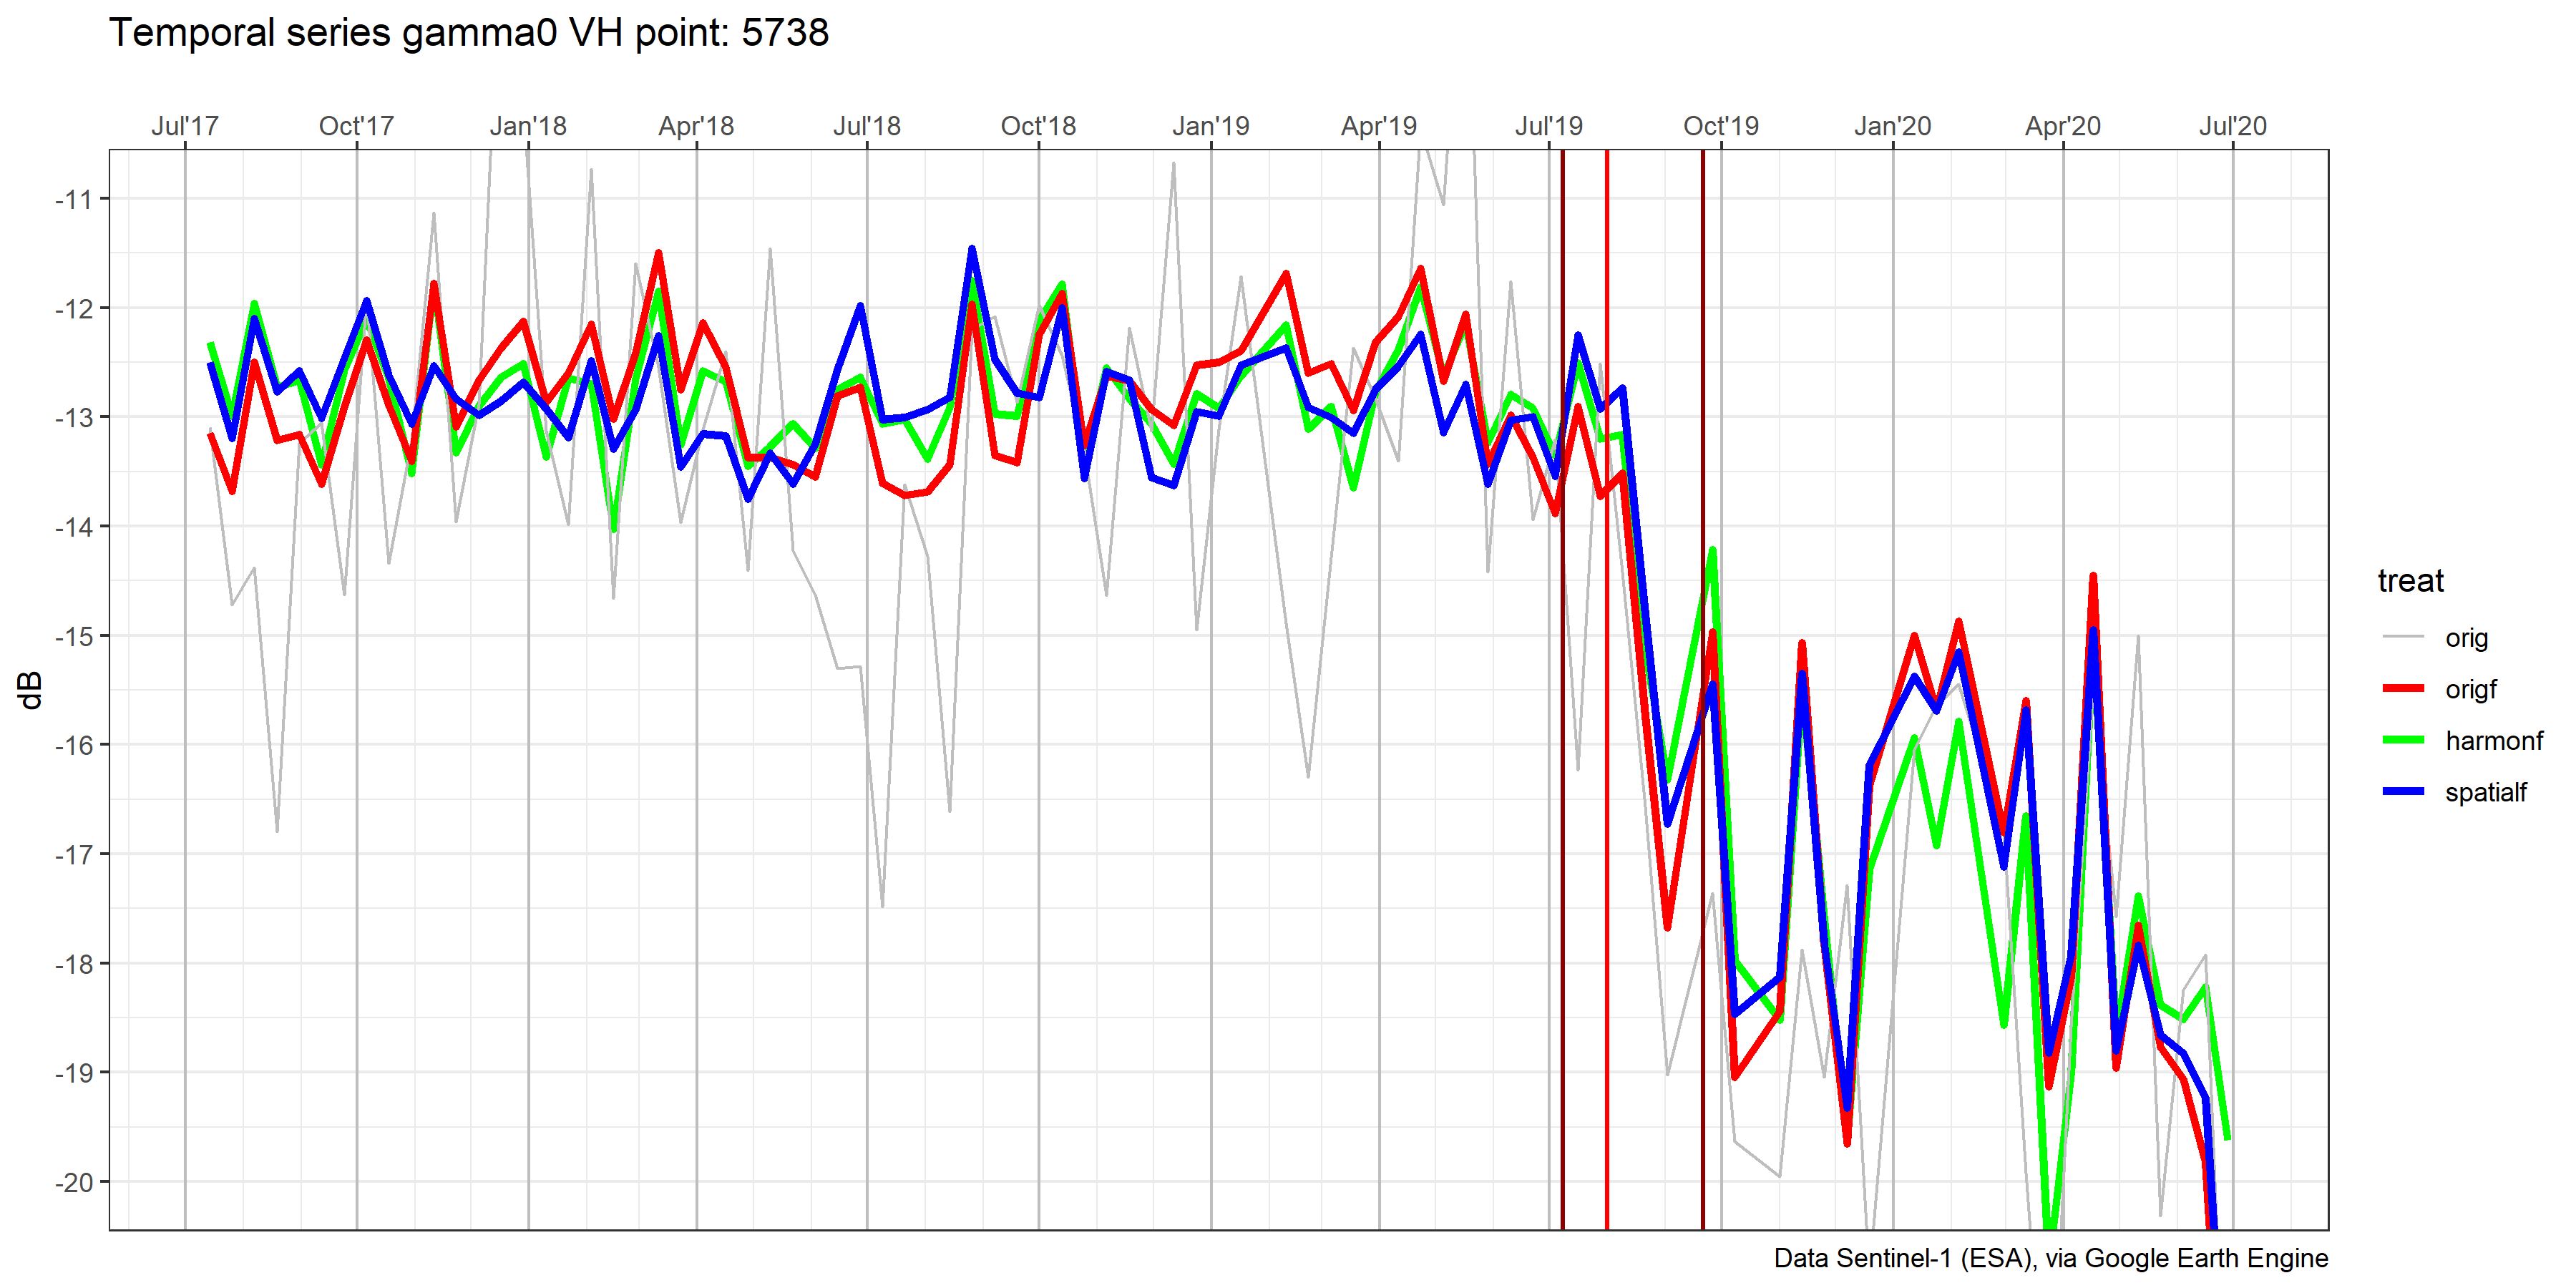 Temporal series gamma0 VH point: 5738
Jul'17 Oct'17 Jan'18 Apr'18 Jul'18 Oct'18 Jan'19 Apr'19 Jul'19 Oct'19 Jan'20 Apr'20 Jul'20
-11
-12
-13
-14
-15
-16
-17
-18
-19
-20
dB
treat
orig
origf
harmonf
spatialf
Data Sentinel-1 (ESA), via Google Earth Engine